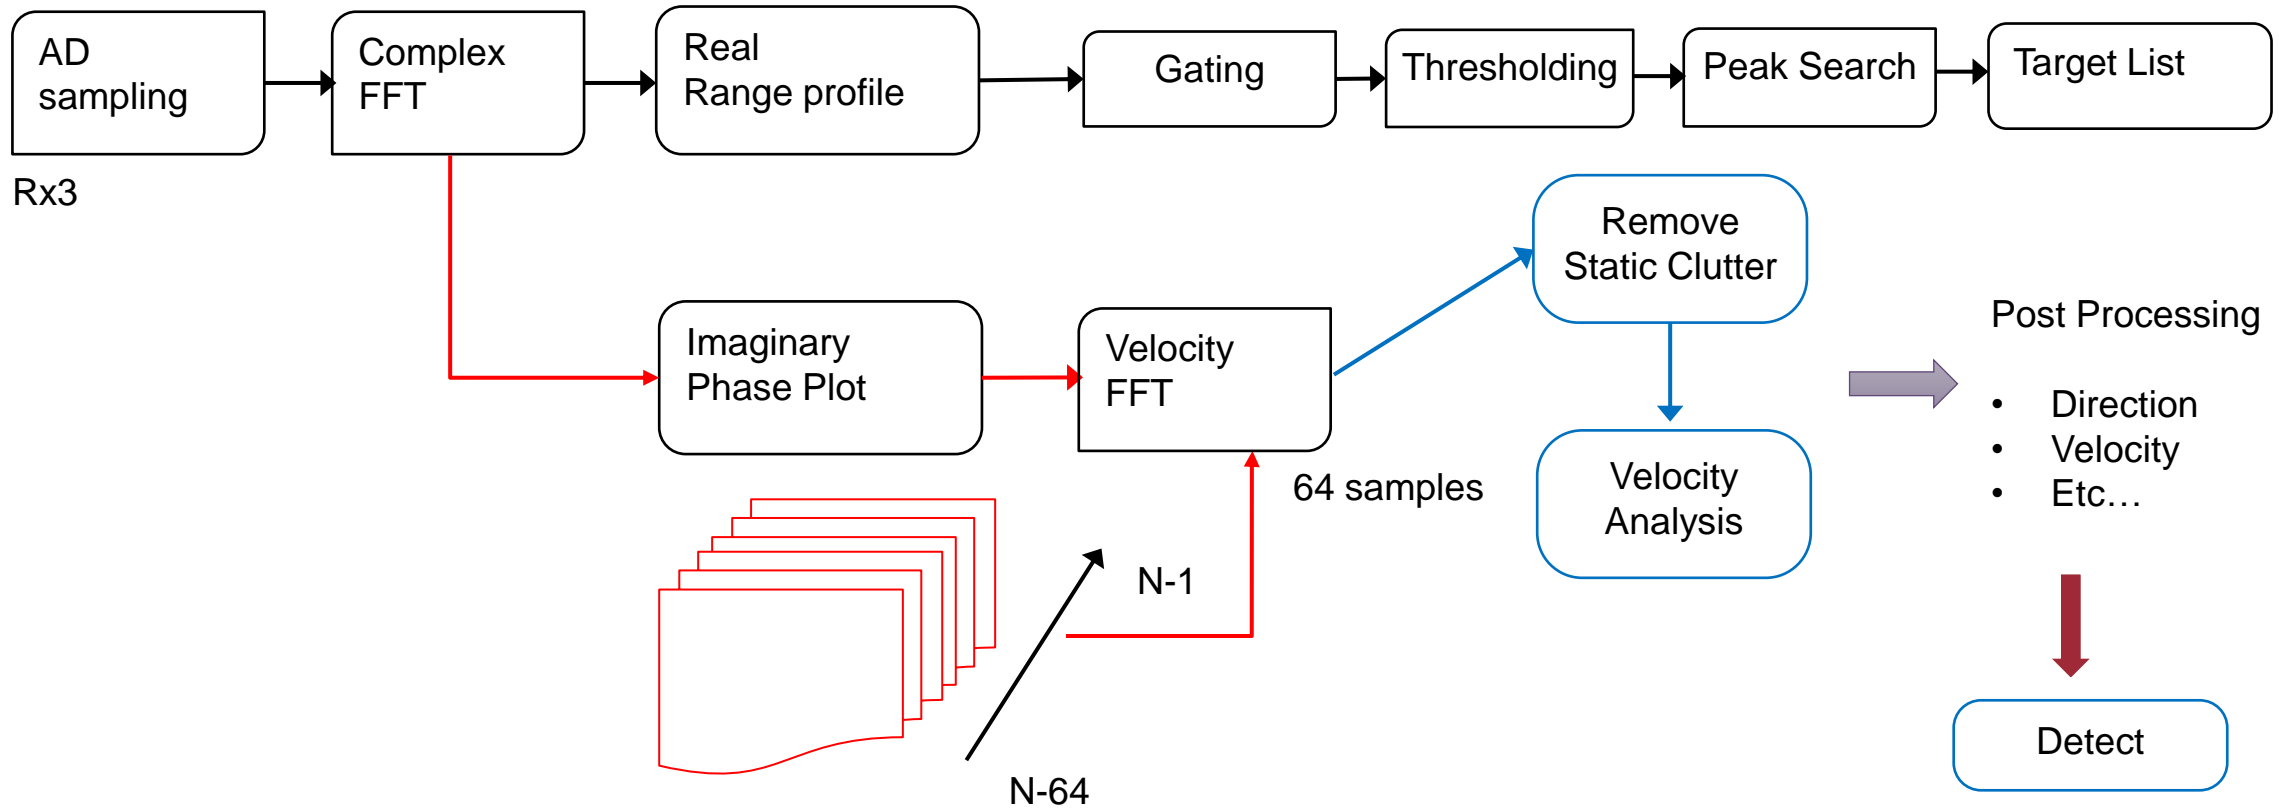 AD
sampling
Complex
FFT
Real
Range profile
Gating
Thresholding
Peak Search
Target List
Rx3
Remove
Static Clutter
Imaginary
Phase Plot
Velocity
FFT
Post Processing
• Direction
• Velocity
• Etc…
64 samples
Velocity
Analysis
N-1
N-64
Detect